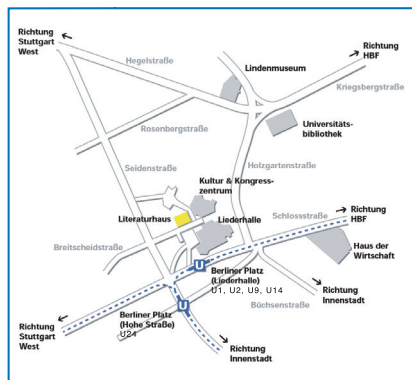 Richtung
Stuttgart
West
Hegelstraße
Lindenmuseum
Richtung
HBF
Kriegsbergstraße
Rosenbergstraße
Universitäts-
bibliothek
Seidenstraße
Holzgartenstraße
Kultur & Kongress-
zentrum
Literaturhaus
Liederhalle
Schlossstraße
Richtung
HBF
Breitscheidstraße
Haus der
Wirtschaft
U
Berliner Platz
(Liederhalle)
U1, U2, U9, U14
Richtung
Innenstadt
Büchsenstraße
U
Berliner Platz
(Hohe Straße)
U24
Richtung
Stuttgart
West
Richtung
Innenstadt